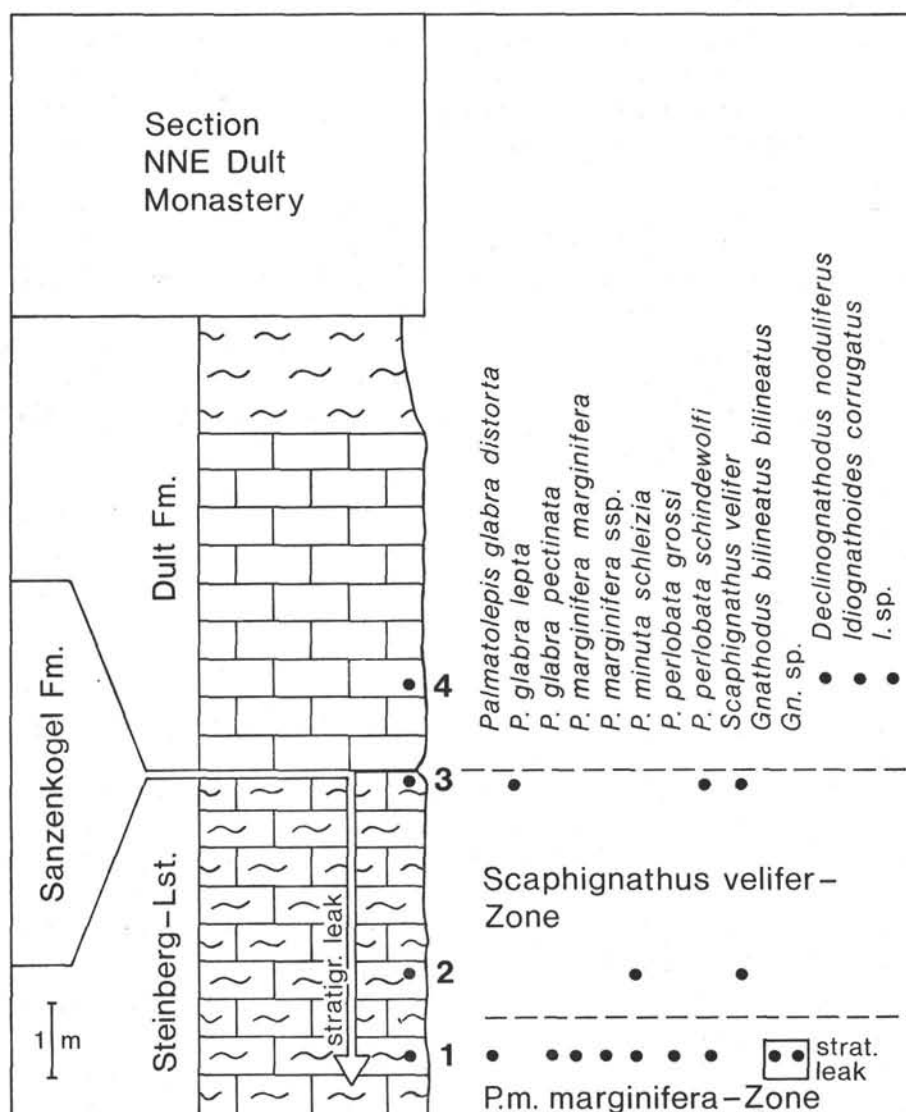 Section
NNE Dult
Monastery
Dult Fm.
Sanzenkogel Fm.
Steinberg-Lst.
stratigr. leak
1 m
4
3
2
1
Palmatolepis glabra distorta
P. glabra lepta
P. glabra pectinata
P. marginifera marginifera
P. marginifera ssp.
P. minuta schleizia
P. perlobata grossi
P. perlobata schindewolfi
Scaphignathus velifer
Gnathodus bilineatus bilineatus
Gn. sp.
Declinognathodus noduliferus
Idiognathoides corrugatus
I. sp.
Scaphignathus velifer–
Zone
strat.
leak
P.m. marginifera–Zone